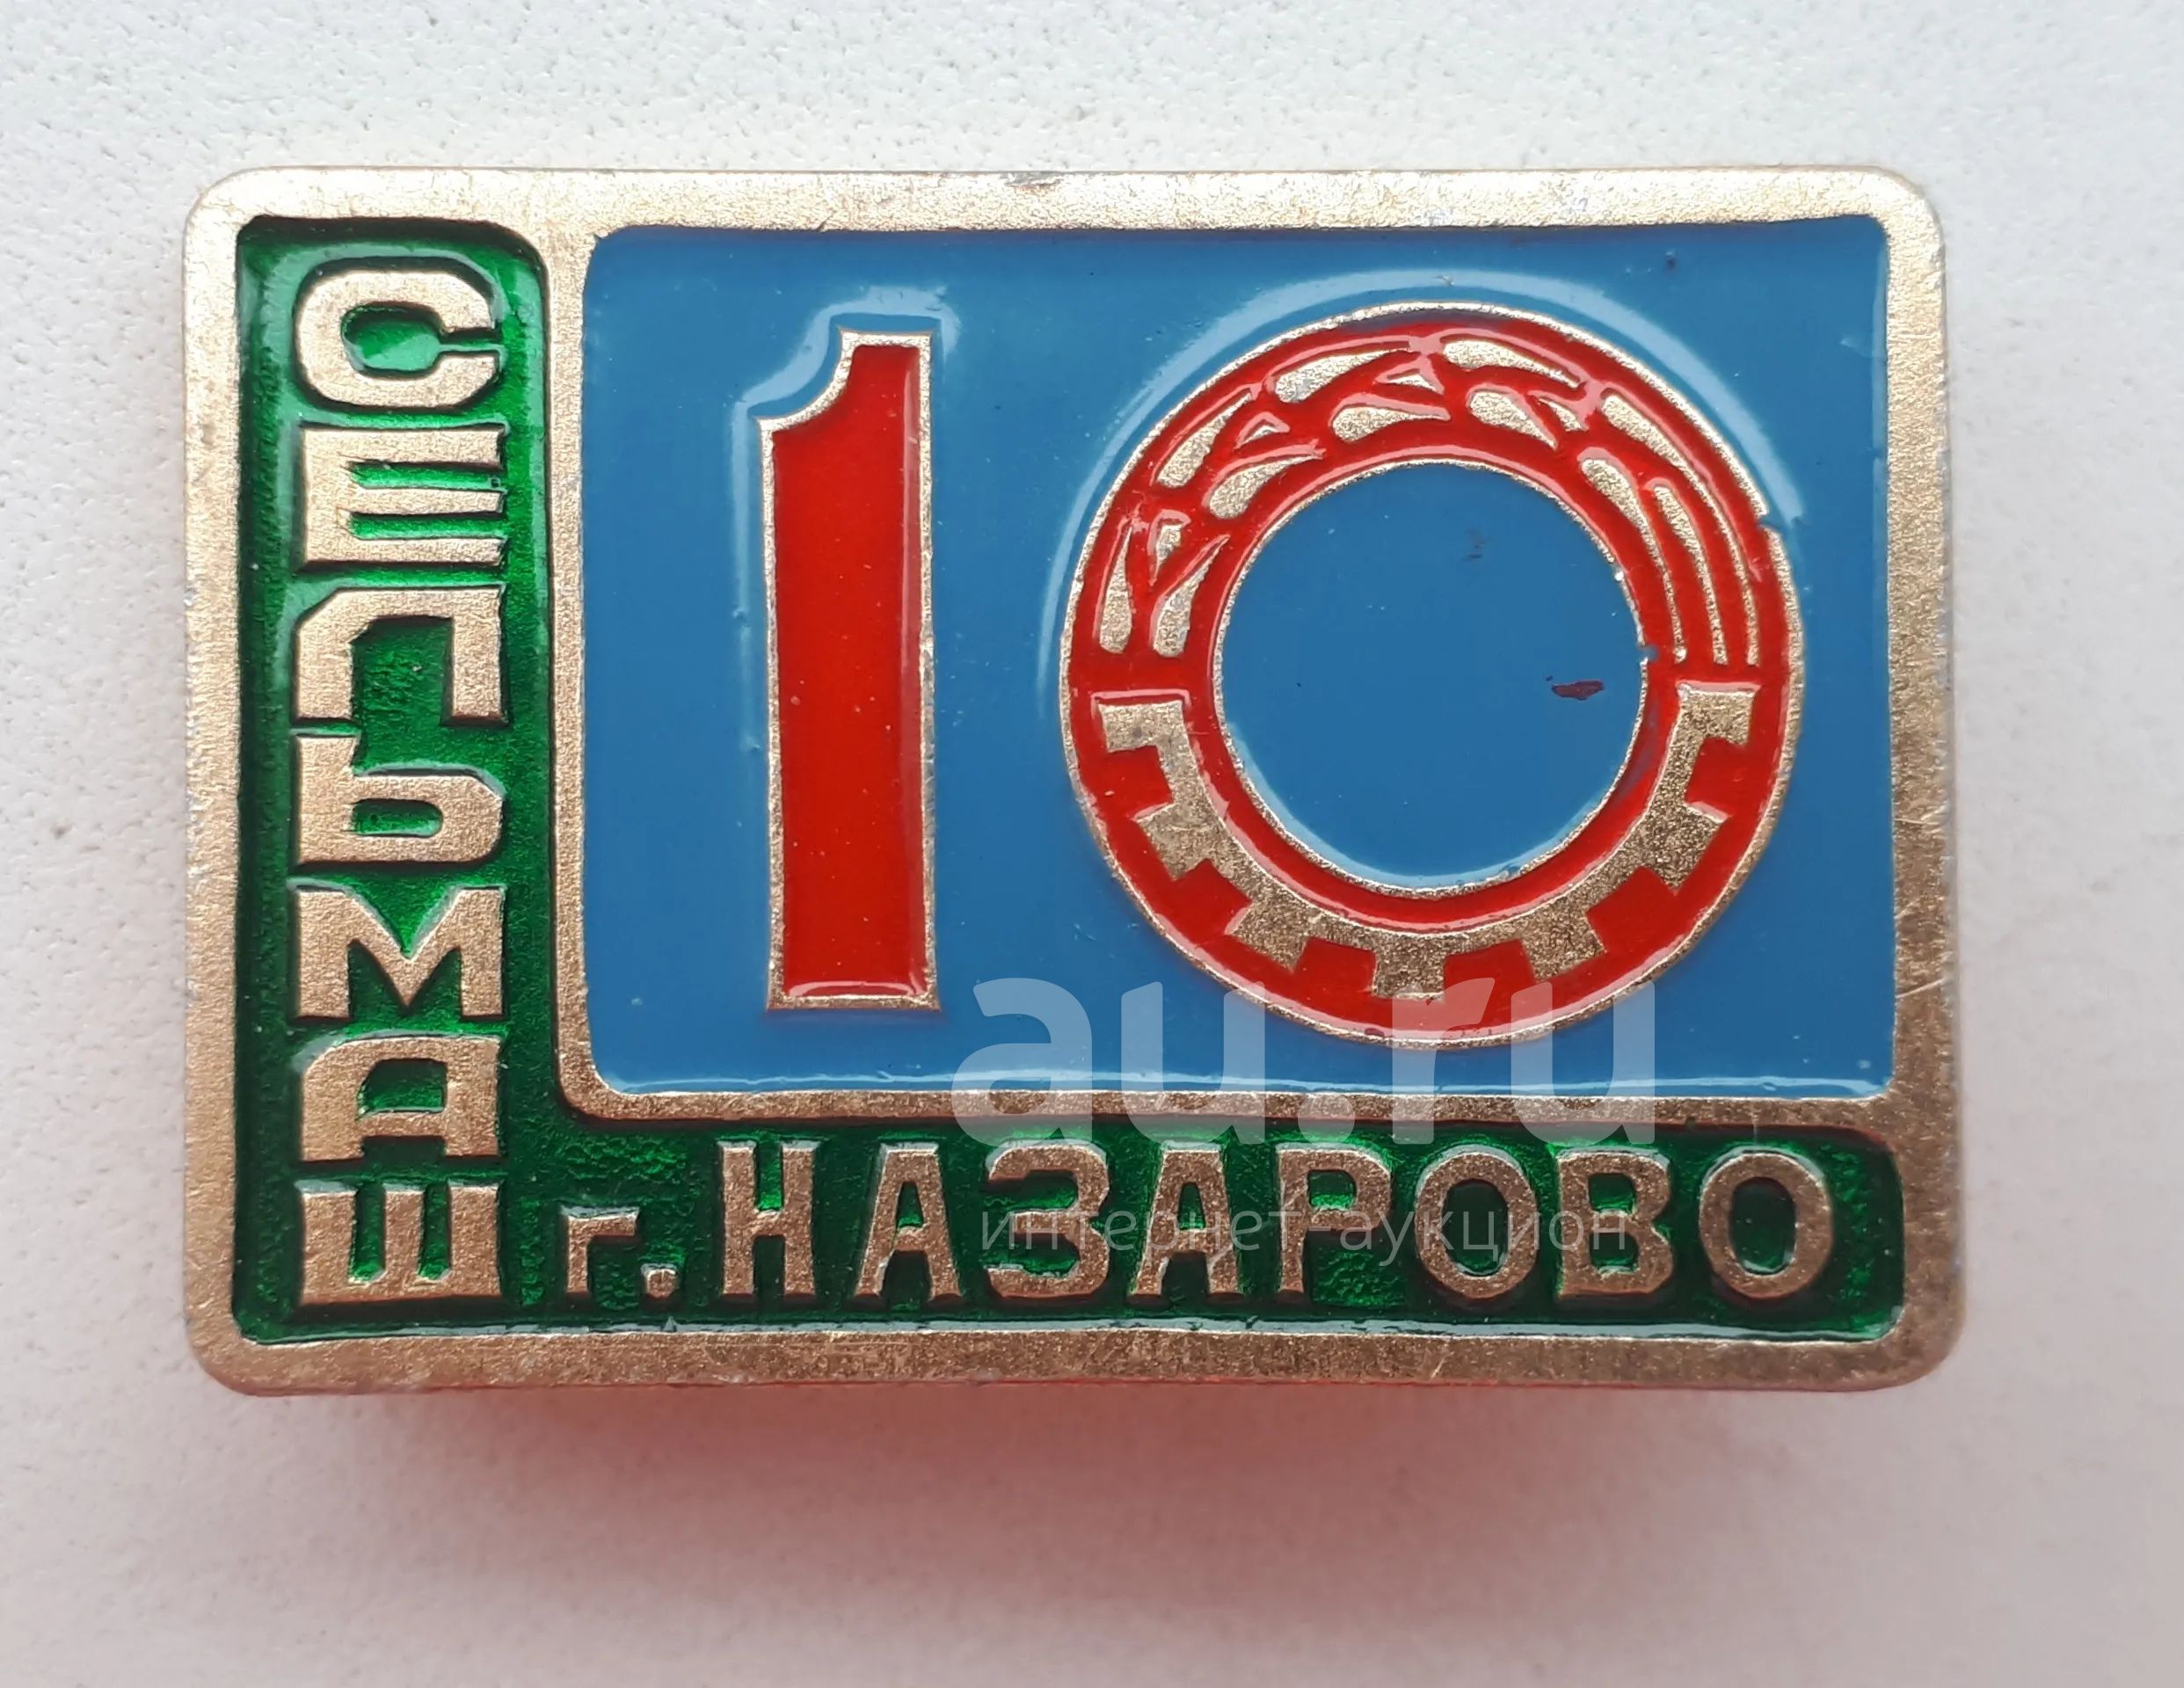 СЕЛЬМАШ
10
г. НАЗАРОВО
au.ru
интернет-аукцион